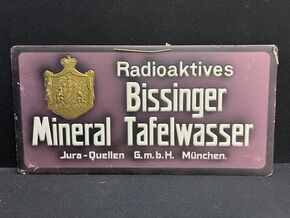 Radioaktives
Bissinger
Mineral Tafelwasser
Jura-Quellen G.m.b.H. München.